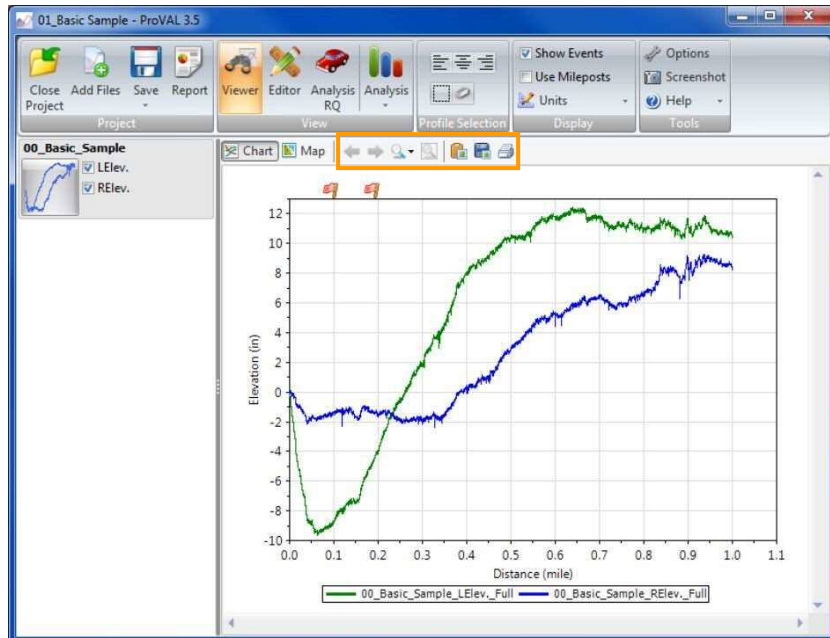 01_Basic Sample - ProVAL 3.5
Close Project
Add Files
Save
Report
Project
Viewer
Editor
Analysis RQ
Analysis
View
Profile Selection
Show Events
Use Mileposts
Units
Display
Options
Screenshot
Help
Tools
00_Basic_Sample
LElev.
RElev.
Chart
Map
Elevation (in)
12
10
8
6
4
2
0
-2
-4
-6
-8
-10
0.0 0.1 0.2 0.3 0.4 0.5 0.6 0.7 0.8 0.9 1.0 1.1
Distance (mile)
00_Basic_Sample_LElev._Full 00_Basic_Sample_RElev._Full